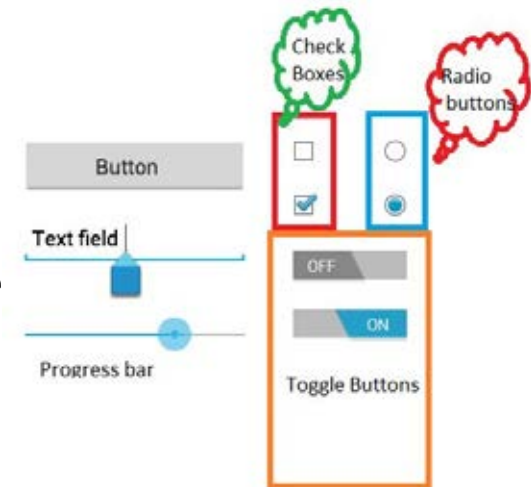 Check
Boxes
Radio
buttons
Button
Text field
OFF
ON
Progress bar
Toggle Buttons